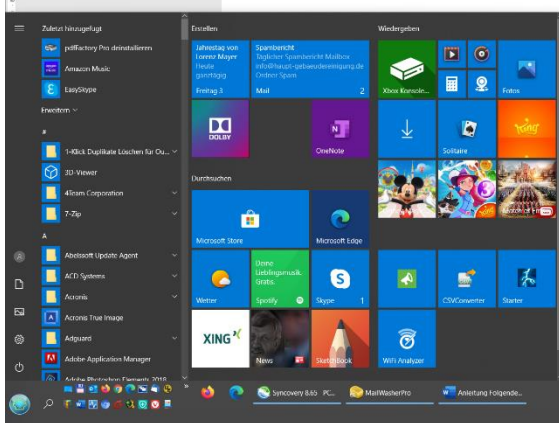 Zuletzt hinzugefügt
pdfFactory Pro deinstallieren
Amazon Music
EasySkype
Erweitern
#
1-Klick Duplikate Löschen für Ou...
3D-Viewer
4Team Corporation
7-Zip
A
Abelssoft Update Agent
ACD Systems
Acronis
Acronis True Image
Adguard
Adobe Application Manager
Adobe Photoshop Elements 2018
Erstellen
Jahrestag von
Lorenz Mayer
Heute
ganztägig
Freitag 3
Spambericht
Täglicher Spambericht Mailbox
info@haupt-gebaeudereinigung.de
Ordner Spam
Mail 2
DOLBY
OneNote
Durchsuchen
Microsoft Store
Microsoft Edge
Wetter
Deine
Lieblingsmusik.
Gratis.
Spotify
Skype 1
XING
News
SketchBook
Wiedergeben
Xbox Konsole...
Fotos
Solitaire
King
CSVConverter
Starter
WiFi Analyzer
Syncovery 8.65 PC...
MailWasherPro
Anleitung Folgende...